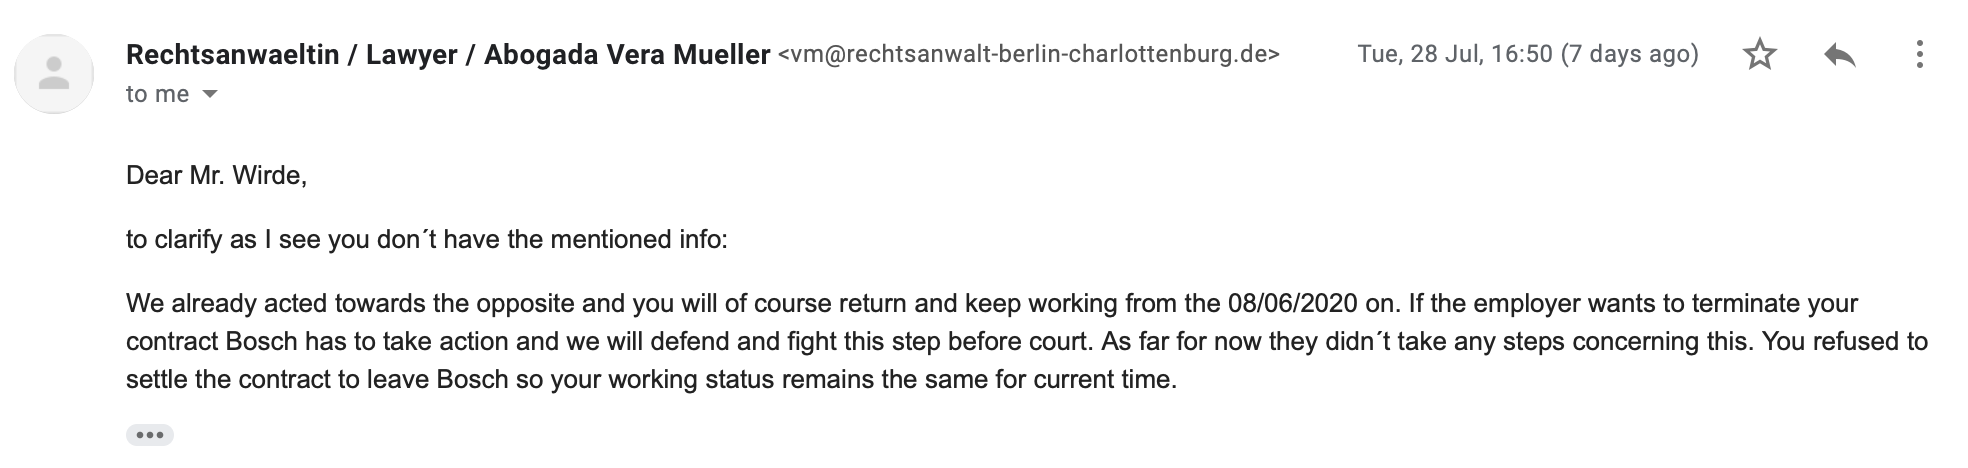 Rechtsanwaeltin / Lawyer / Abogada Vera Mueller <vm@rechtsanwalt-berlin-charlottenburg.de> Tue, 28 Jul, 16:50 (7 days ago)
to me
Dear Mr. Wirde,
to clarify as I see you don´t have the mentioned info:
We already acted towards the opposite and you will of course return and keep working from the 08/06/2020 on. If the employer wants to terminate your
contract Bosch has to take action and we will defend and fight this step before court. As far for now they didn´t take any steps concerning this. You refused to
settle the contract to leave Bosch so your working status remains the same for current time.